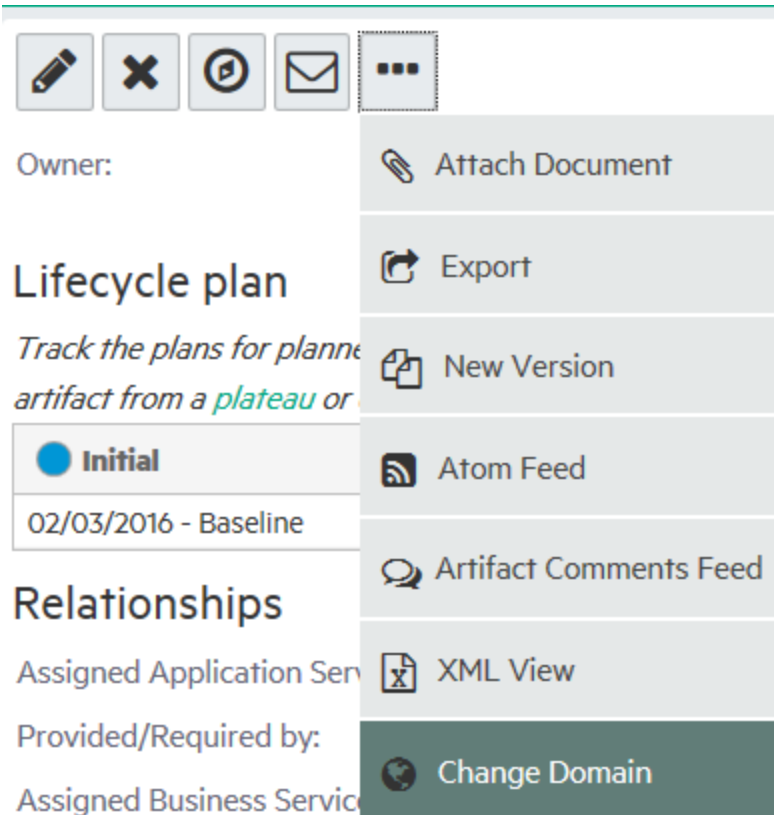 Owner:
Attach Document
Export
Lifecycle plan
New Version
Track the plans for planne
artifact from a plateau or
Initial
Atom Feed
02/03/2016 - Baseline
Artifact Comments Feed
Relationships
XML View
Assigned Application Serv
Provided/Required by:
Change Domain
Assigned Business Servic